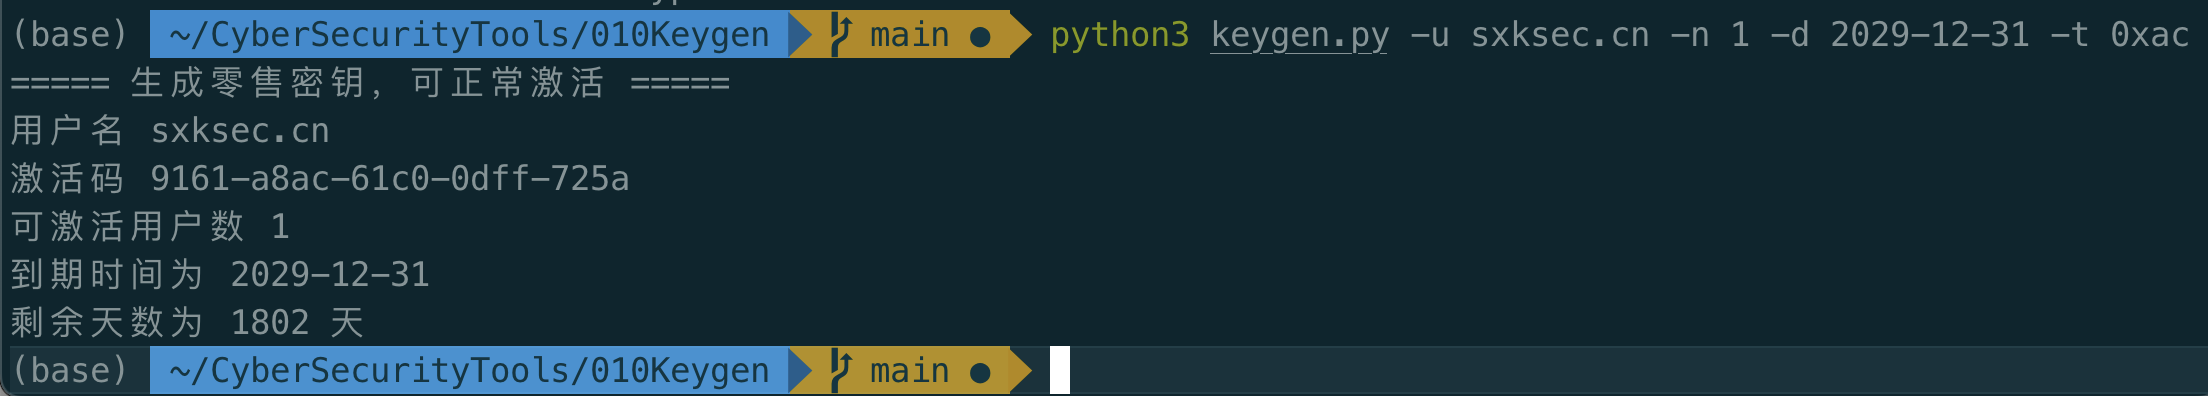 (base) ~/CyberSecurityTools/010Keygen main ● python3 keygen.py -u sxksec.cn -n 1 -d 2029-12-31 -t 0xac
===== 生成零售密钥, 可正常激活 =====
用户名 sxksec.cn
激活码 9161-a8ac-61c0-0dff-725a
可激活用户数 1
到期时间为 2029-12-31
剩余天数为 1802 天
(base) ~/CyberSecurityTools/010Keygen main ●